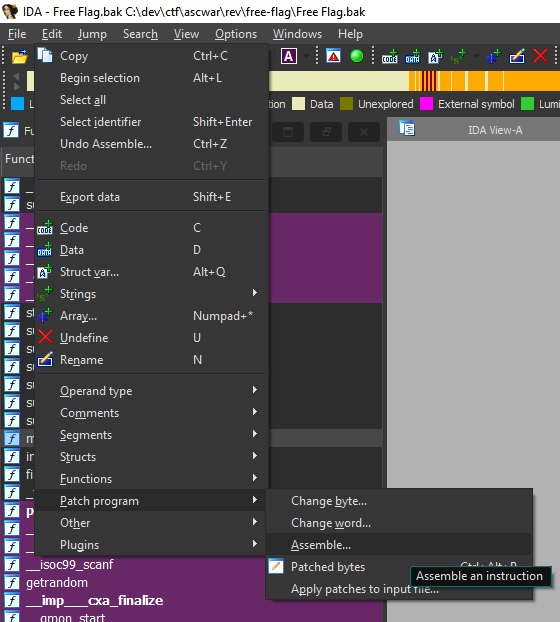 IDA - Free Flag.bak C:\dev\ctf\ascwar\rev\free-flag\Free Flag.bak
File Edit Jump Search View Options Windows Help
Copy Ctrl+C
Begin selection Alt+L
Select all
Select identifier Shift+Enter
Undo Assemble... Ctrl+Z
Redo Ctrl+Y
Export data Shift+E
Code C
Data D
Struct var... Alt+Q
Strings
Array... Numpad+*
Undefine U
Rename N
Operand type
Comments
Segments
Structs
Functions
Patch program
Other
Plugins
Change byte...
Change word...
Assemble...
Patched bytes
Apply patches to input file...
Assemble an instruction
Data Unexplored External symbol Lumi
IDA View-A
Fu
Funct
__isoc99_scanf
getrandom
__imp___cxa_finalize
__gmon_start__